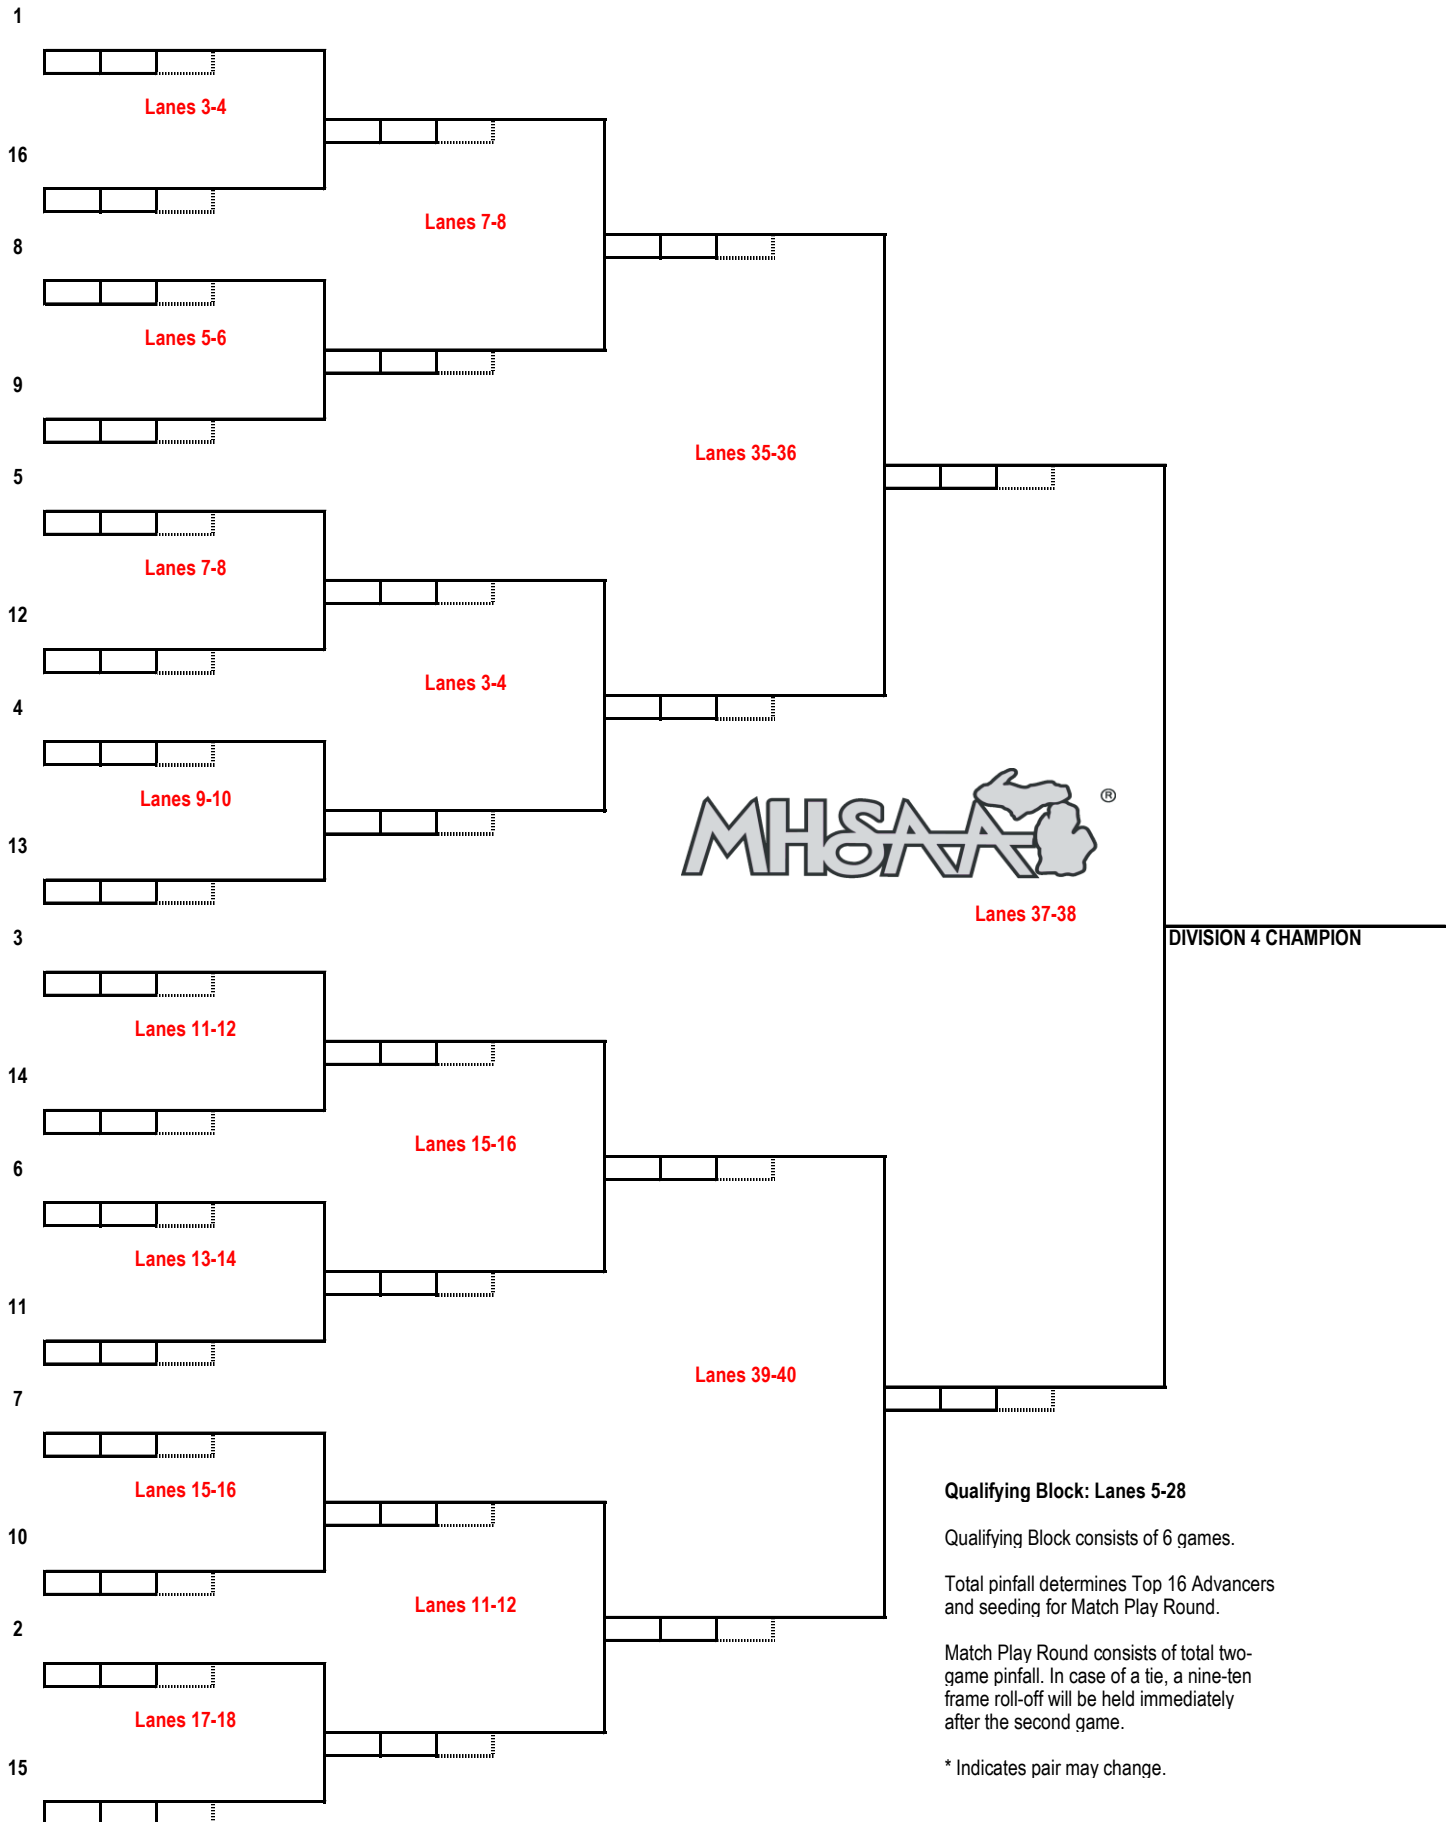 1
Lanes 3-4
16
Lanes 7-8
8
Lanes 5-6
9
Lanes 35-36
5
Lanes 7-8
12
Lanes 3-4
4
Lanes 9-10
MHSAA®
13
Lanes 37-38
3
DIVISION 4 CHAMPION
Lanes 11-12
14
Lanes 15-16
6
Lanes 13-14
11
Lanes 39-40
7
Lanes 15-16
10
Lanes 11-12
2
Lanes 17-18
15
Qualifying Block: Lanes 5-28
Qualifying Block consists of 6 games.
Total pinfall determines Top 16 Advancers
and seeding for Match Play Round.
Match Play Round consists of total two-
game pinfall. In case of a tie, a nine-ten
frame roll-off will be held immediately
after the second game.
* Indicates pair may change.